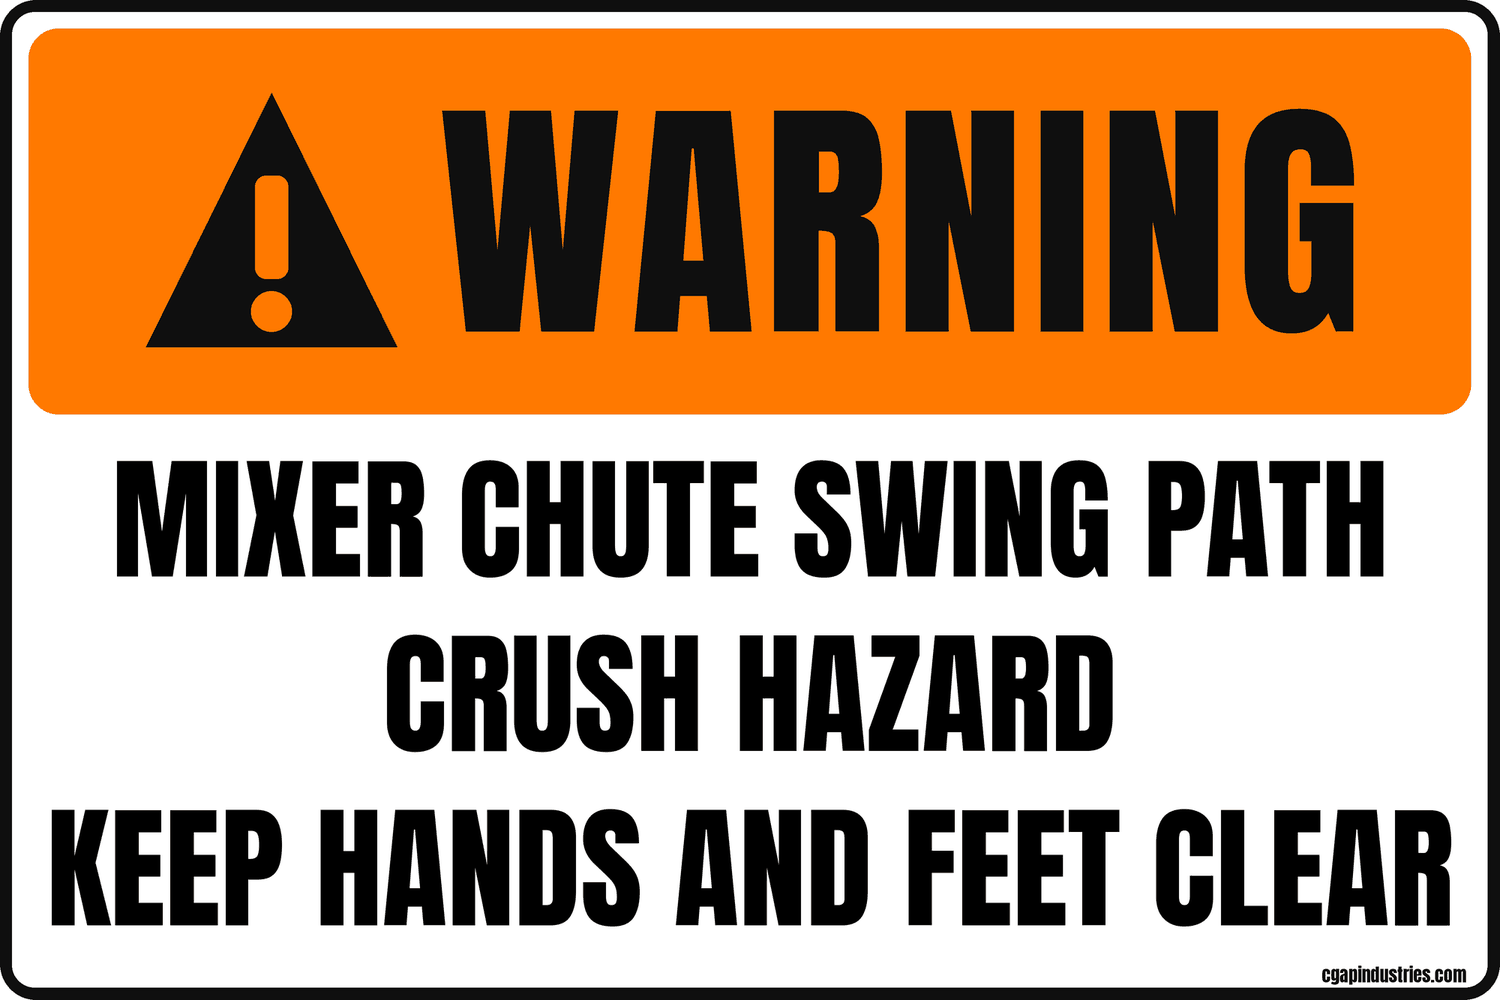 WARNING
MIXER CHUTE SWING PATH
CRUSH HAZARD
KEEP HANDS AND FEET CLEAR
cgapindustries.com